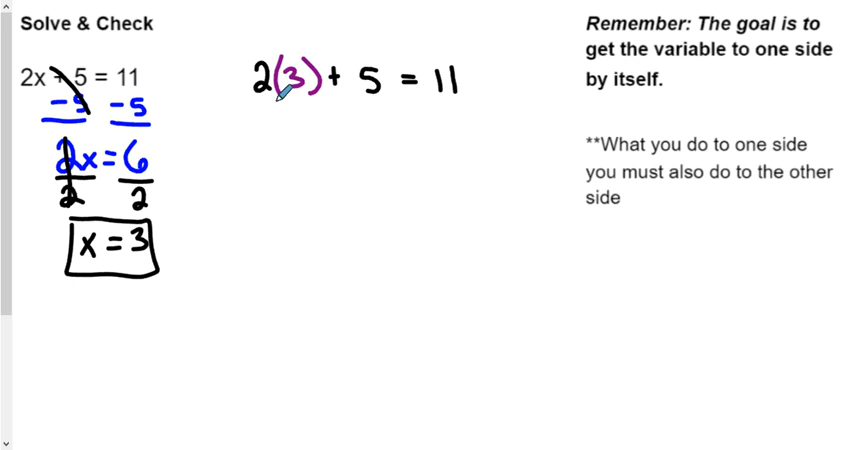 Solve & Check
2x + 5 = 11
-5 -5
2x = 6
2 2
x = 3
2(3) + 5 = 11
Remember: The goal is to
get the variable to one side
by itself.
**What you do to one side
you must also do to the other
side